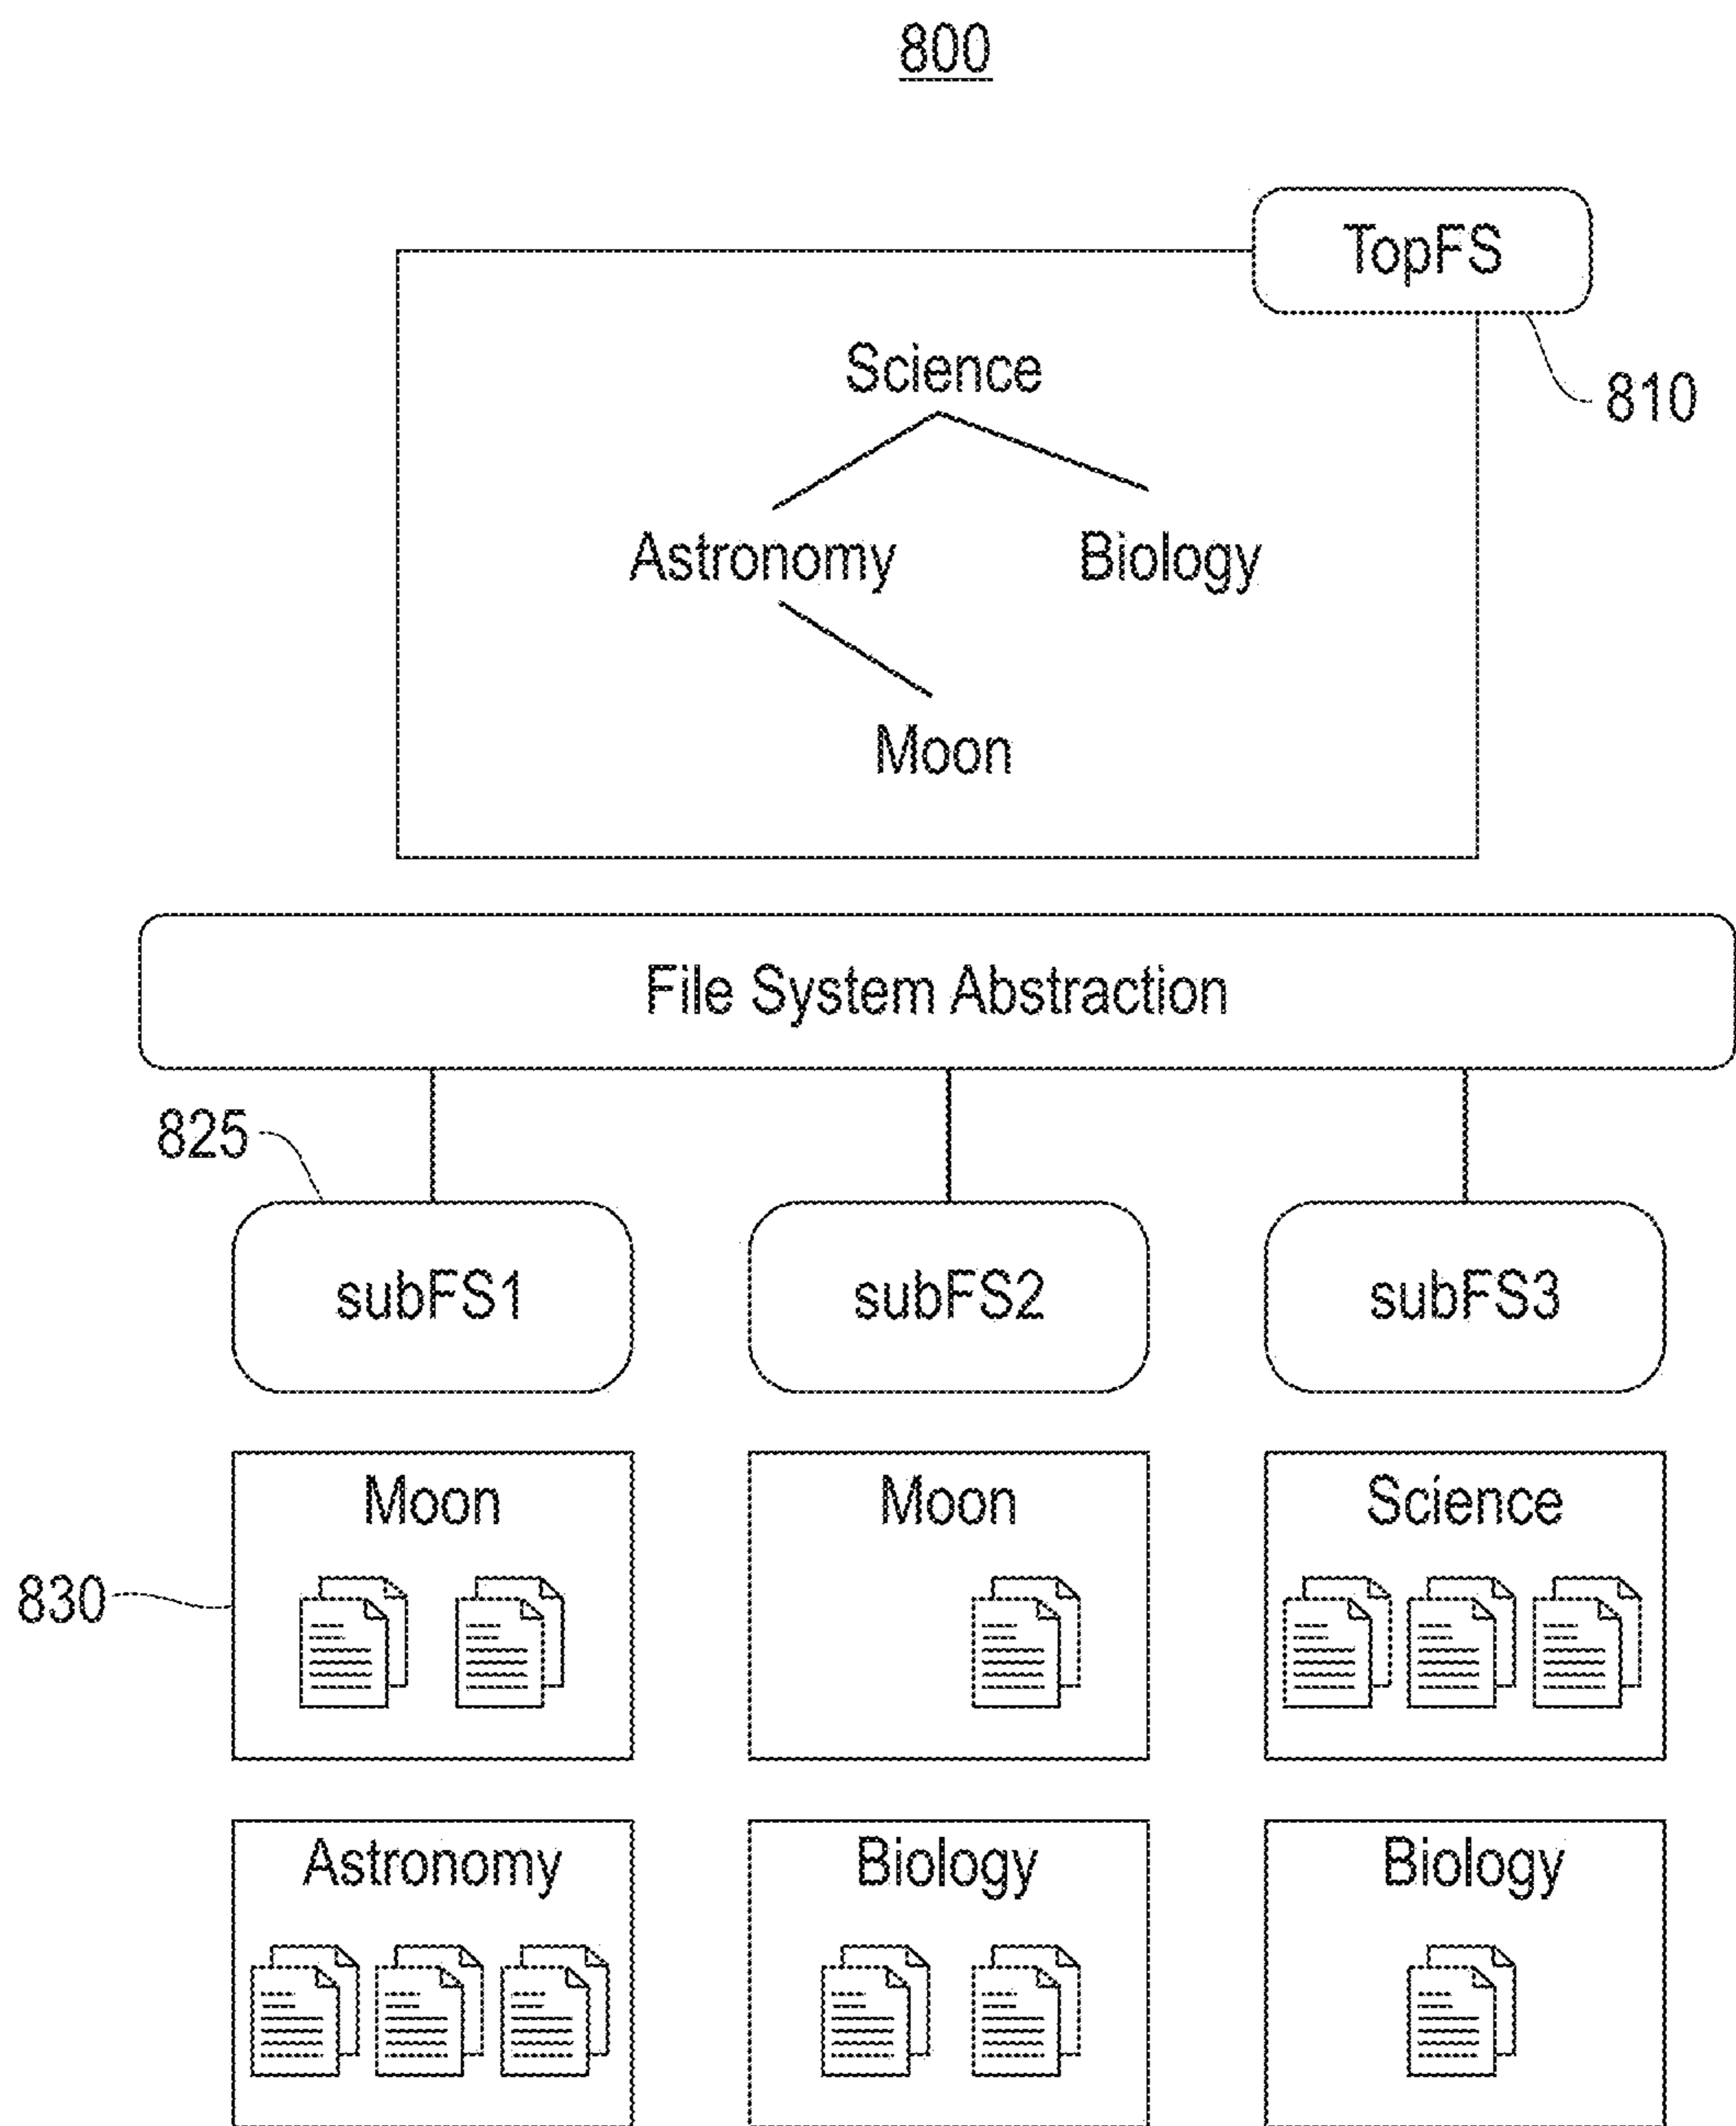 800
TopFS
Science
810
Astronomy Biology
Moon
File System Abstraction
825
subFS1 subFS2 subFS3
Moon Moon Science
830
Astronomy Biology Biology